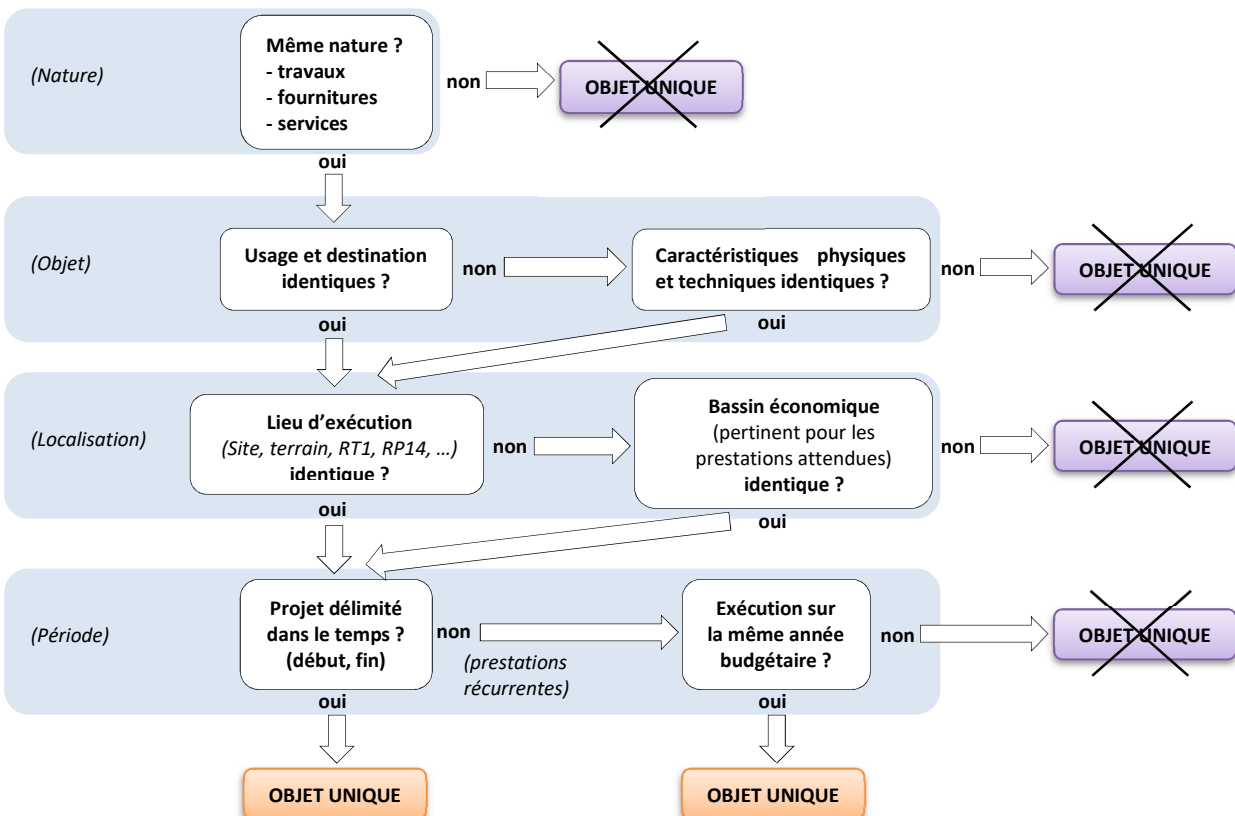 (Nature)
Même nature ?
- travaux
- fournitures
- services
non
OBJET UNIQUE
oui
(Objet)
Usage et destination
identiques ?
non
Caractéristiques physiques
et techniques identiques ?
non
OBJET UNIQUE
oui
oui
(Localisation)
Lieu d'exécution
(Site, terrain, RT1, RP14, ...)
identique ?
non
Bassin économique
(pertinent pour les
prestations attendues)
identique ?
non
OBJET UNIQUE
oui
oui
(Période)
Projet délimité
dans le temps ?
(début, fin)
non
(prestations
récurrentes)
Exécution sur
la même année
budgétaire ?
non
OBJET UNIQUE
oui
oui
OBJET UNIQUE
OBJET UNIQUE